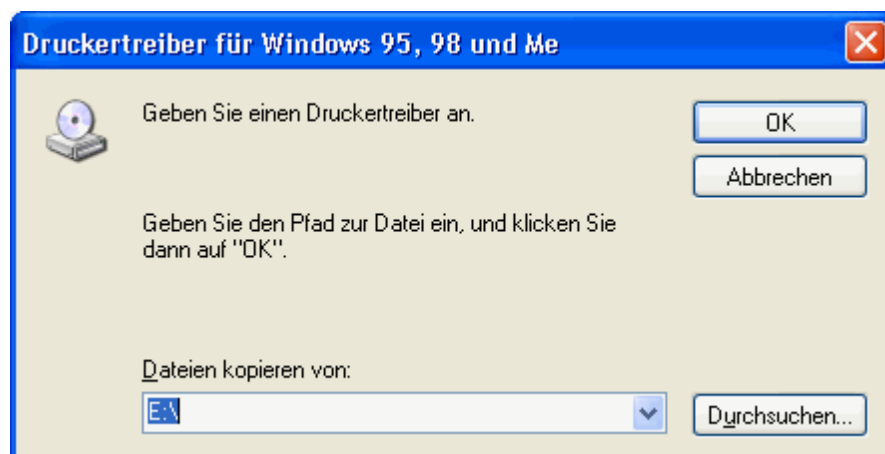 Druckertreiber für Windows 95, 98 und Me
Geben Sie einen Druckertreiber an.
OK
Abbrechen
Geben Sie den Pfad zur Datei ein, und klicken Sie
dann auf "OK".
Dateien kopieren von:
E:\
Durchsuchen...